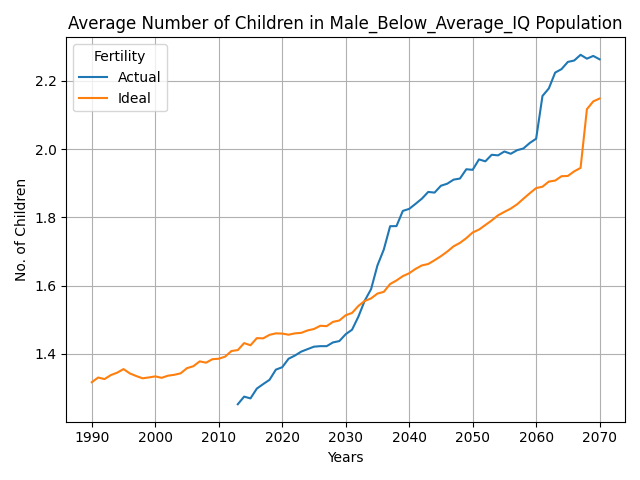 Average Number of Children in Male_Below_Average_IQ Population
Fertility
Actual
Ideal
No. of Children
2.2
2.0
1.8
1.6
1.4
1990 2000 2010 2020 2030 2040 2050 2060 2070
Years